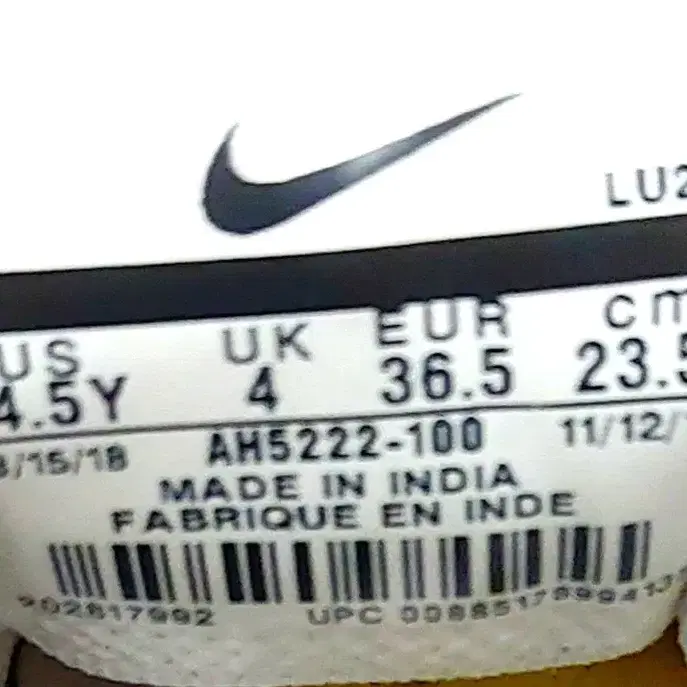 LU2
US UK EUR cm
4.5Y 4 36.5 23.5
/15/18 AH5222-100 11/12/
MADE IN INDIA
FABRIQUE EN INDE
UPC